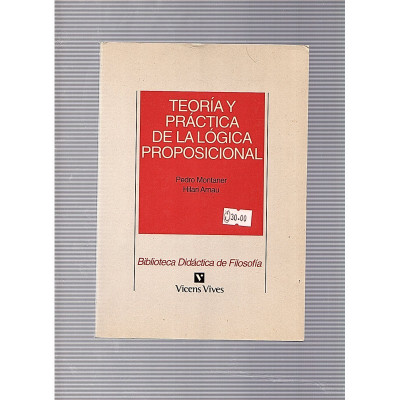 TEORÍA Y
PRÁCTICA
DE LA LÓGICA
PROPOSICIONAL
Pedro Montaner
Hilari Arnau
30.00
Biblioteca Didáctica de Filosofía
V
Vicens Vives